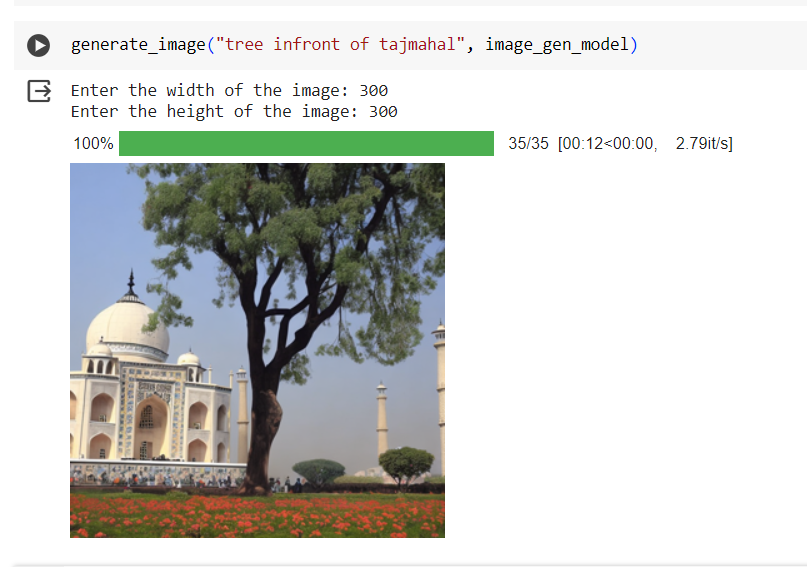 generate_image("tree infront of tajmahal", image_gen_model)
Enter the width of the image: 300
Enter the height of the image: 300
100% 35/35 [00:12<00:00, 2.79it/s]